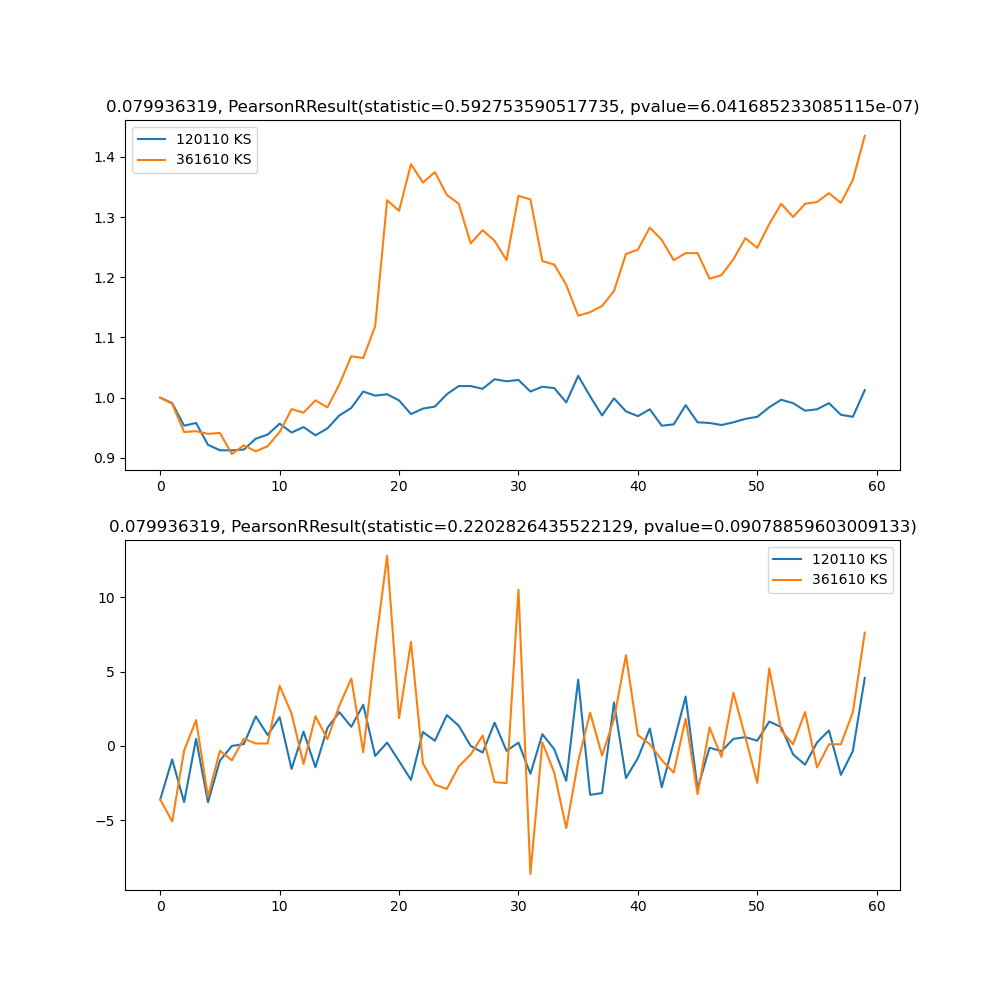 0.079936319, PearsonRResult(statistic=0.592753590517735, pvalue=6.041685233085115e-07)
120110 KS
361610 KS
1.4
1.3
1.2
1.1
1.0
0.9
0 10 20 30 40 50 60
0.079936319, PearsonRResult(statistic=0.2202826435522129, pvalue=0.09078859603009133)
120110 KS
361610 KS
10
5
0
−5
0 10 20 30 40 50 60